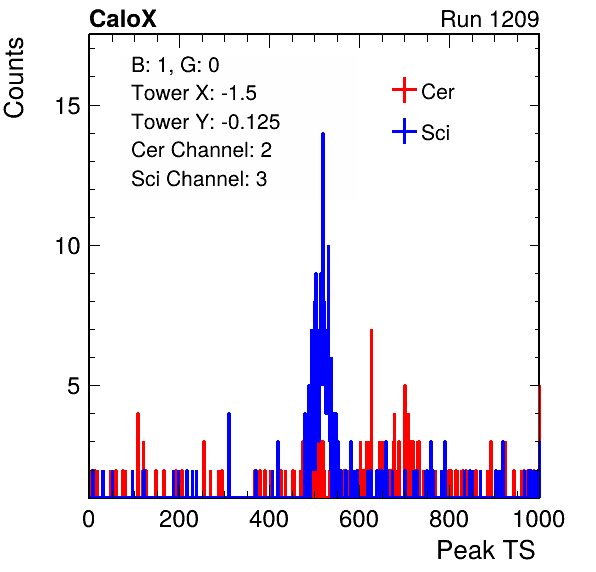 CaloX Run 1209
Counts
B: 1, G: 0
Tower X: -1.5
Tower Y: -0.125
Cer Channel: 2
Sci Channel: 3
Cer
Sci
15
10
5
0 200 400 600 800 1000
Peak TS